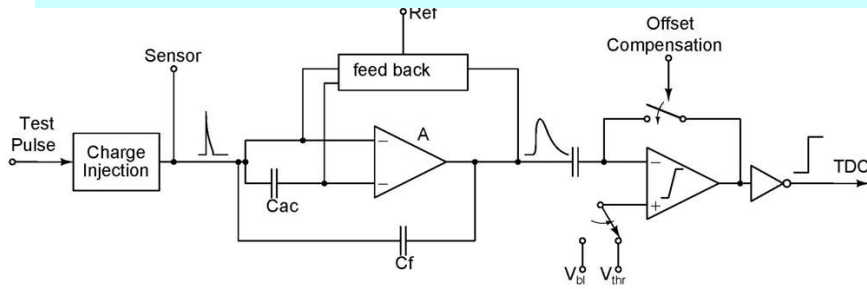 Ref
Offset
Compensation
Sensor
feed back
Test
Pulse
A
Charge
Injection
TDC
Cac
Cf
Vbl
Vthr